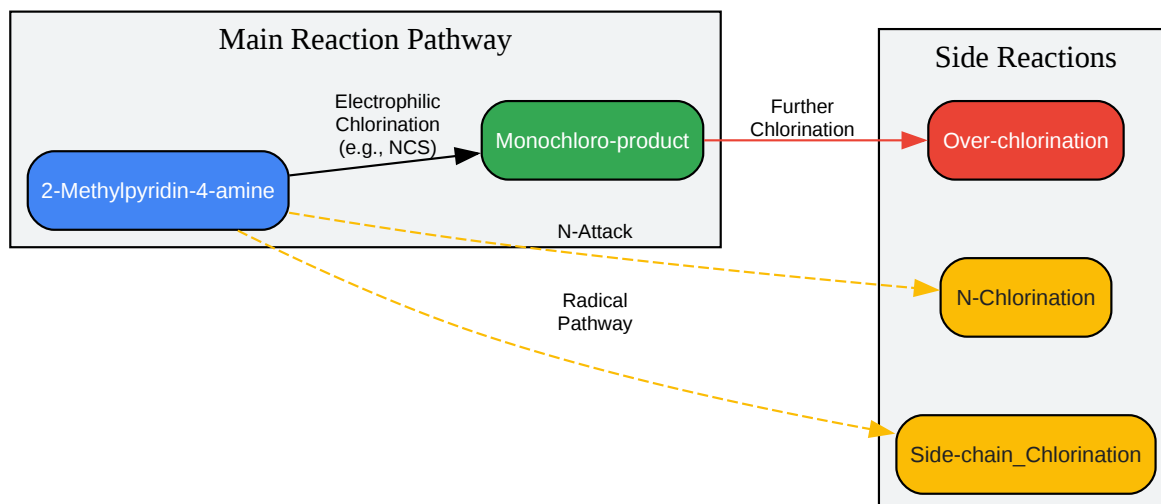 Main Reaction Pathway
Side Reactions
Electrophilic
Chlorination
(e.g., NCS)
Monochloro-product
Further
Chlorination
Over-chlorination
2-Methylpyridin-4-amine
N-Attack
N-Chlorination
Radical
Pathway
Side-chain_Chlorination